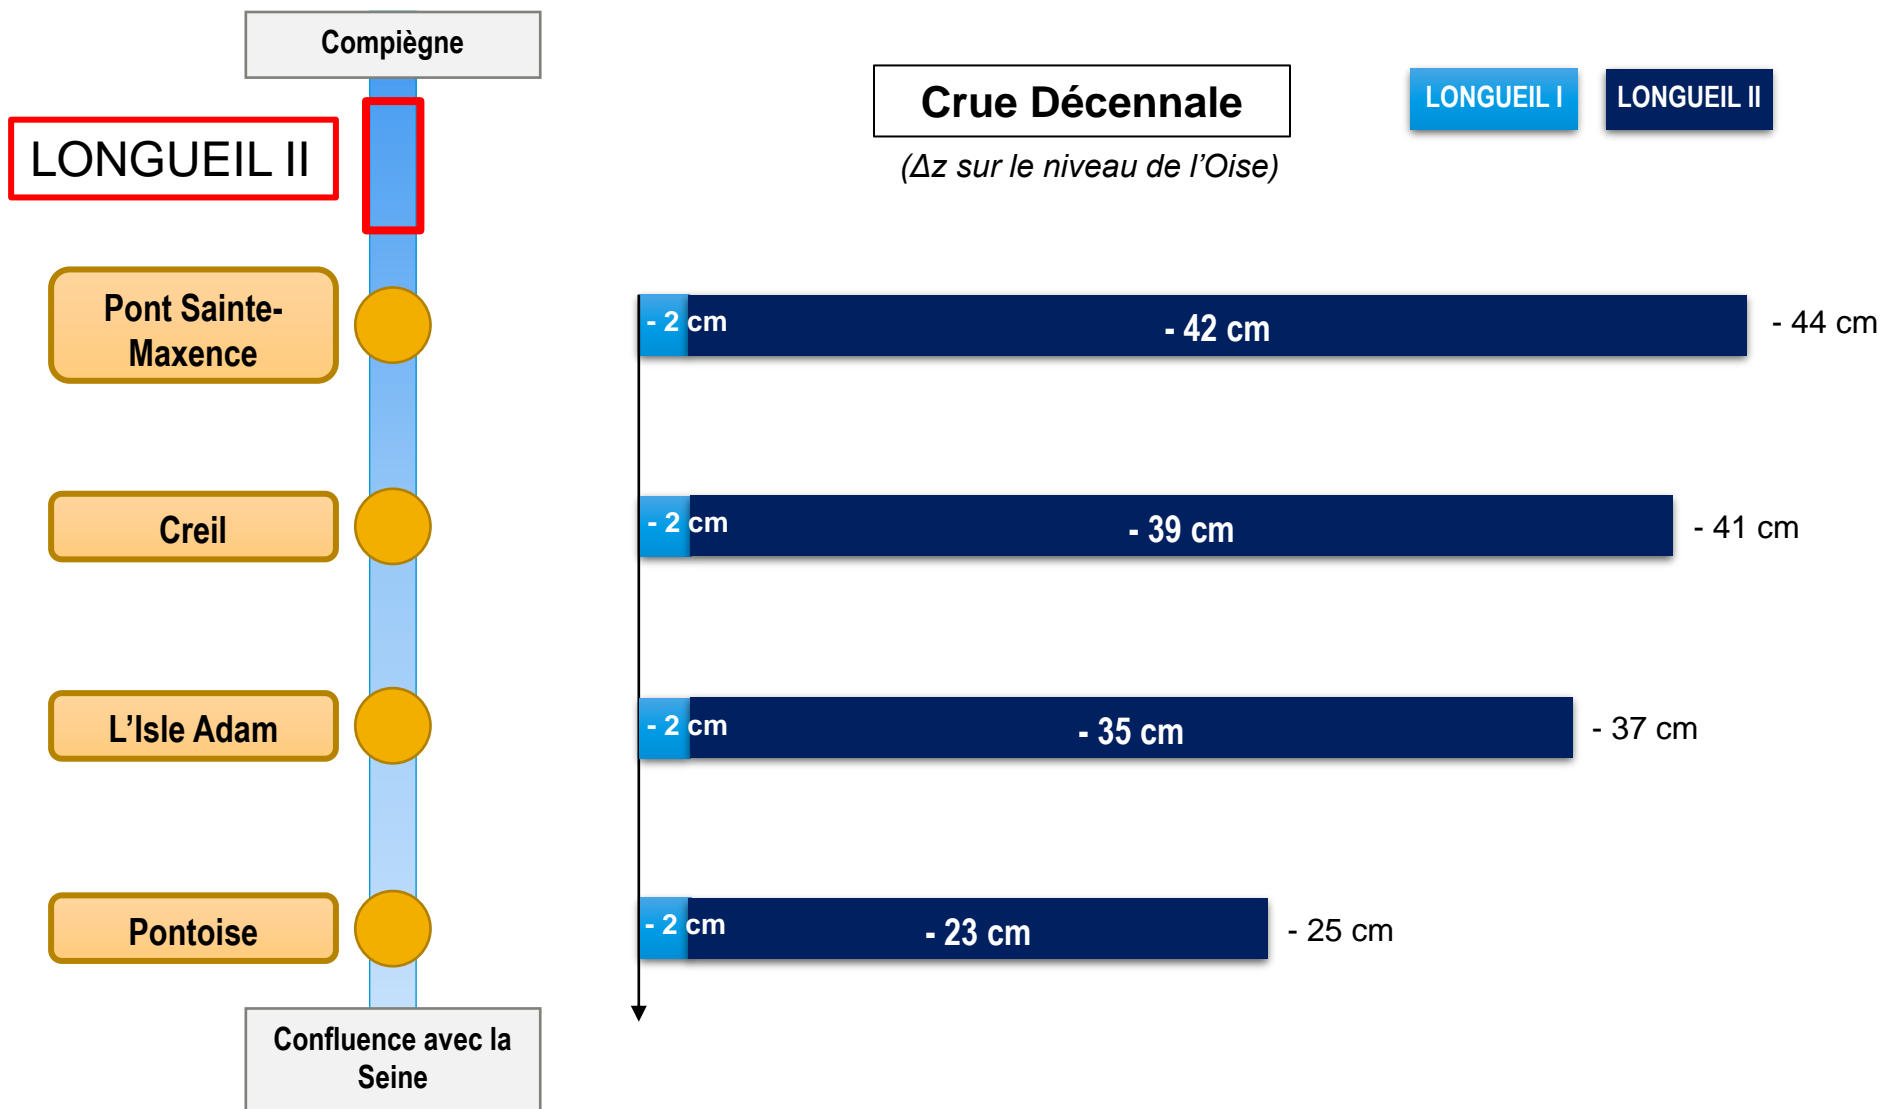 Compiègne
Crue Décennale
(Δz sur le niveau de l’Oise)
LONGUEIL I
LONGUEIL II
LONGUEIL II
Pont Sainte-
Maxence
- 2 cm
- 42 cm
- 44 cm
Creil
- 2 cm
- 39 cm
- 41 cm
L’Isle Adam
- 2 cm
- 35 cm
- 37 cm
Pontoise
- 2 cm
- 23 cm
- 25 cm
Confluence avec la
Seine